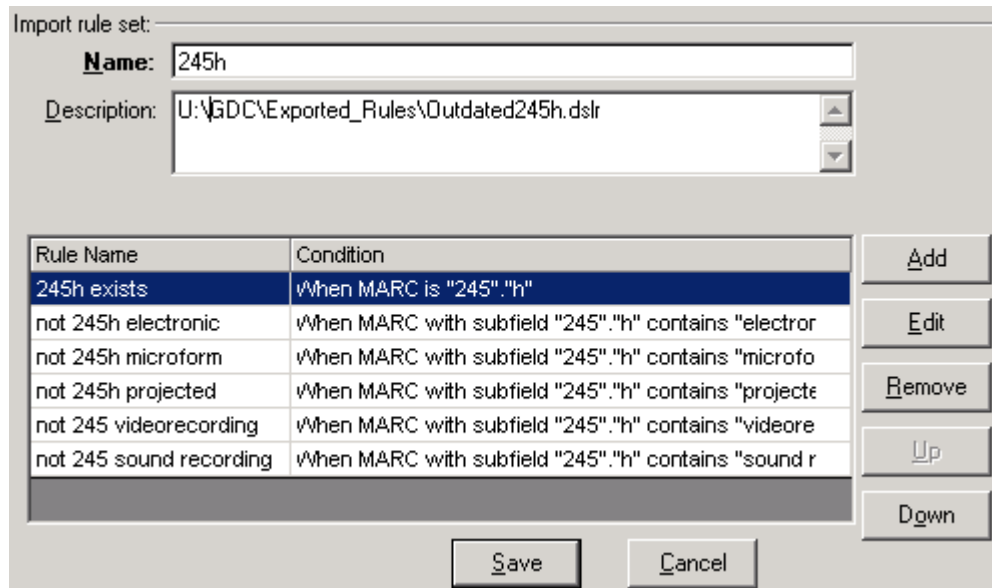 Import rule set:
Name: 245h
Description: U:\GDC\Exported_Rules\Outdated245h.dslr
Rule Name Condition Add
245h exists When MARC is "245"."h"
not 245h electronic When MARC with subfield "245"."h" contains "electror Edit
not 245h microform When MARC with subfield "245"."h" contains "microfo
not 245h projected When MARC with subfield "245"."h" contains "projecte Remove
not 245 videorecording When MARC with subfield "245"."h" contains "videore
not 245 sound recording When MARC with subfield "245"."h" contains "sound r Up
Down
Save Cancel